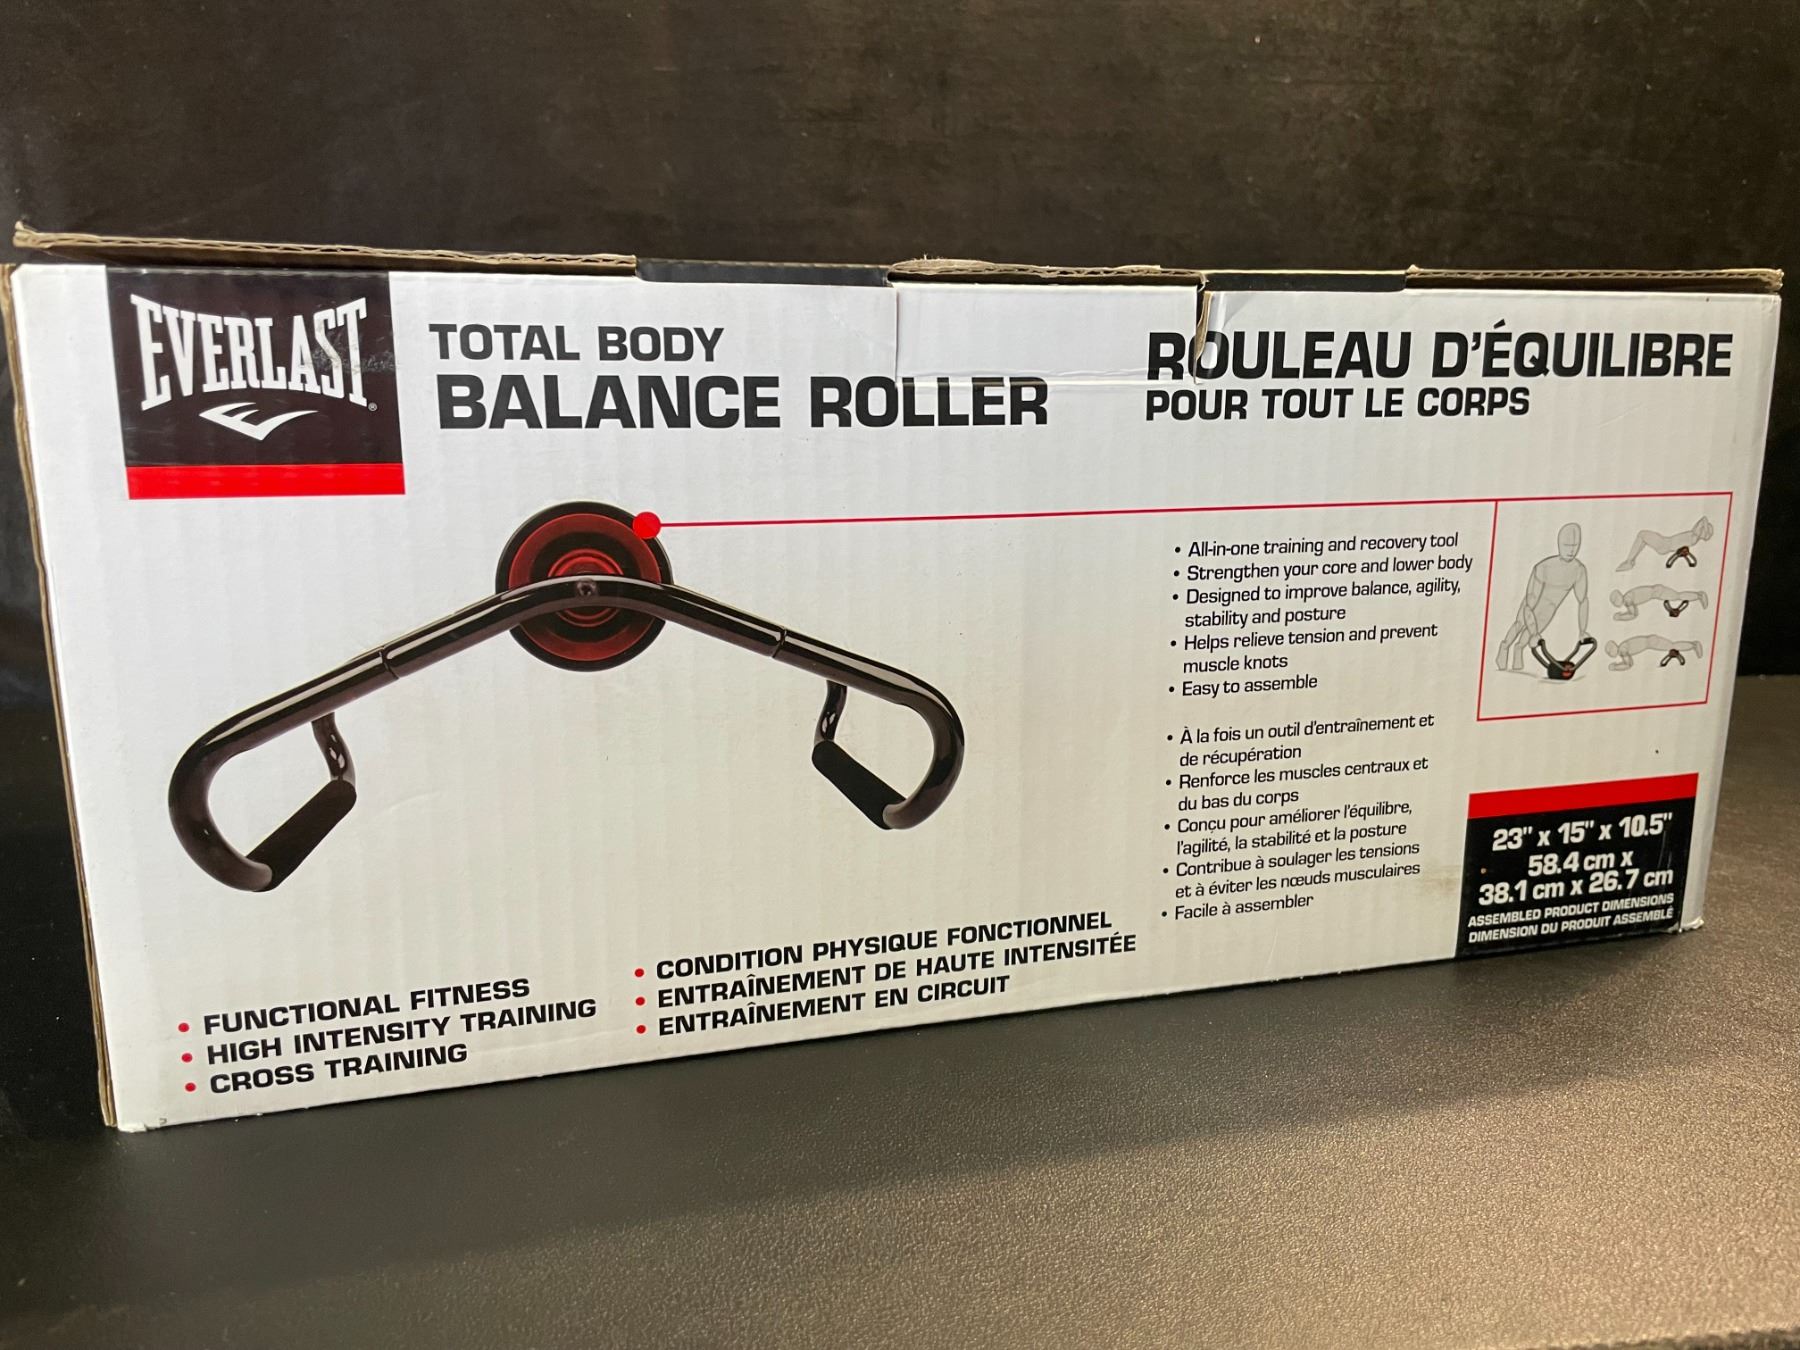 EVERLAST
®
TOTAL BODY
BALANCE ROLLER
ROULEAU D'ÉQUILIBRE
POUR TOUT LE CORPS
• All-in-one training and recovery tool
• Strengthen your core and lower body
• Designed to improve balance, agility,
stability and posture
• Helps relieve tension and prevent
muscle knots
• Easy to assemble
• À la fois un outil d'entraînement et
de récupération
• Renforce les muscles centraux et
du bas du corps
• Conçu pour améliorer l'équilibre,
l'agilité, la stabilité et la posture
• Contribue à soulager les tensions
et à éviter les nœuds musculaires
• Facile à assembler
23" x 15" x 10.5"
58.4 cm x
38.1 cm x 26.7 cm
ASSEMBLED PRODUCT DIMENSIONS
DIMENSION DU PRODUIT ASSEMBLÉ
• FUNCTIONAL FITNESS
• HIGH INTENSITY TRAINING
• CROSS TRAINING
• CONDITION PHYSIQUE FONCTIONNEL
• ENTRAÎNEMENT DE HAUTE INTENSITÉE
• ENTRAÎNEMENT EN CIRCUIT